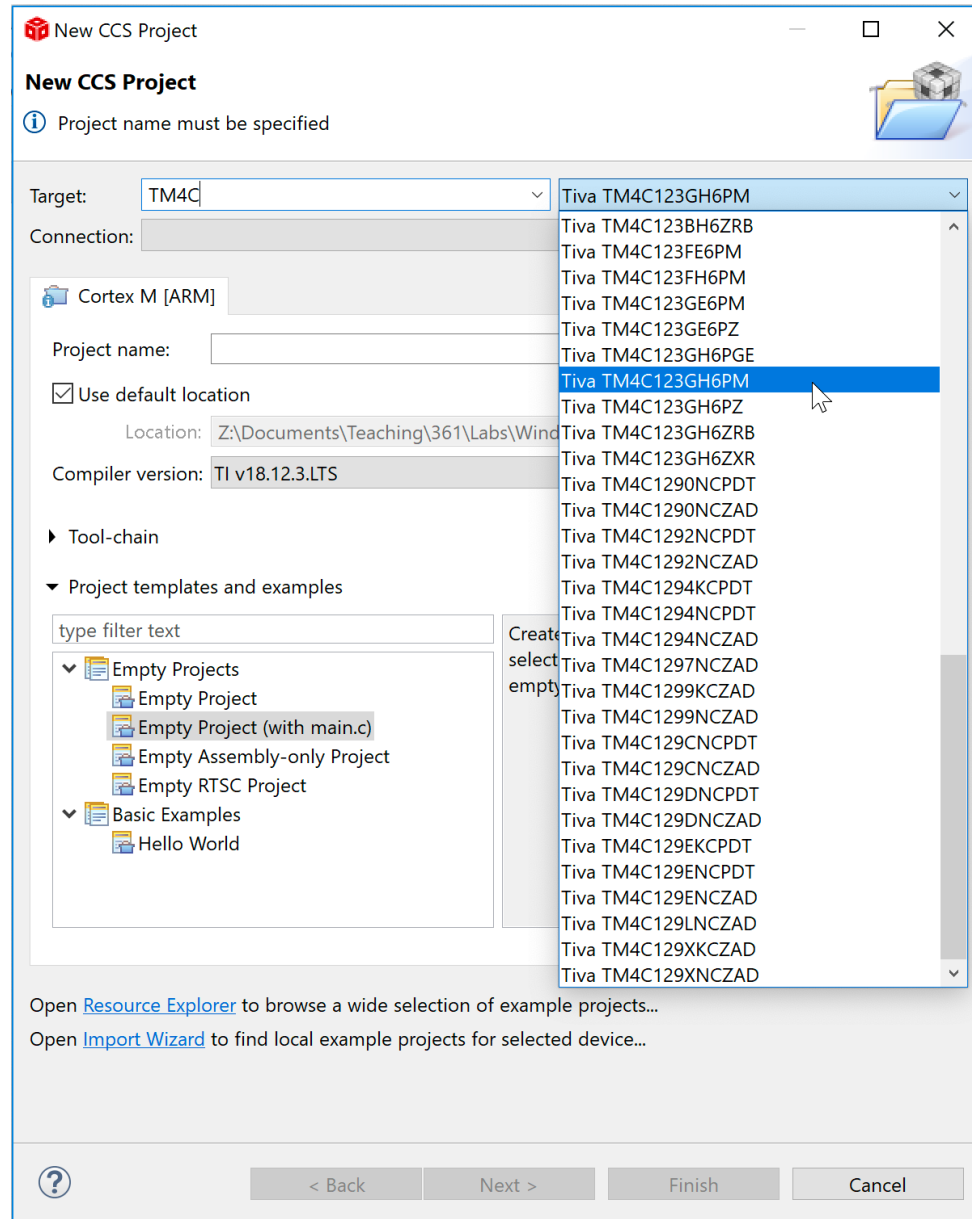 New CCS Project
New CCS Project
Project name must be specified
Target: TM4C Tiva TM4C123GH6PM
Connection:
Tiva TM4C123BH6ZRB
Tiva TM4C123FE6PM
Tiva TM4C123FH6PM
Tiva TM4C123GE6PM
Tiva TM4C123GE6PZ
Tiva TM4C123GH6PGE
Tiva TM4C123GH6PM
Tiva TM4C123GH6PZ
Tiva TM4C123GH6ZRB
Tiva TM4C123GH6ZXR
Tiva TM4C1290NCPDT
Tiva TM4C1290NCZAD
Tiva TM4C1292NCPDT
Tiva TM4C1292NCZAD
Tiva TM4C1294KCPDT
Tiva TM4C1294NCPDT
Tiva TM4C1294NCZAD
Tiva TM4C1297NCZAD
Tiva TM4C1299KCZAD
Tiva TM4C1299NCZAD
Tiva TM4C129CNCPDT
Tiva TM4C129CNCZAD
Tiva TM4C129DNCPDT
Tiva TM4C129DNCZAD
Tiva TM4C129EKCPDT
Tiva TM4C129ENCPDT
Tiva TM4C129ENCZAD
Tiva TM4C129LNCZAD
Tiva TM4C129XKCZAD
Tiva TM4C129XNCZAD
Cortex M [ARM]
Project name:
Use default location
Location: Z:\Documents\Teaching\361\Labs\Wind
Compiler version: TI v18.12.3.LTS
Tool-chain
Project templates and examples
type filter text
Empty Projects
Empty Project
Empty Project (with main.c)
Empty Assembly-only Project
Empty RTSC Project
Basic Examples
Hello World
Create
select
empty
Open Resource Explorer to browse a wide selection of example projects...
Open Import Wizard to find local example projects for selected device...
?
< Back Next > Finish Cancel